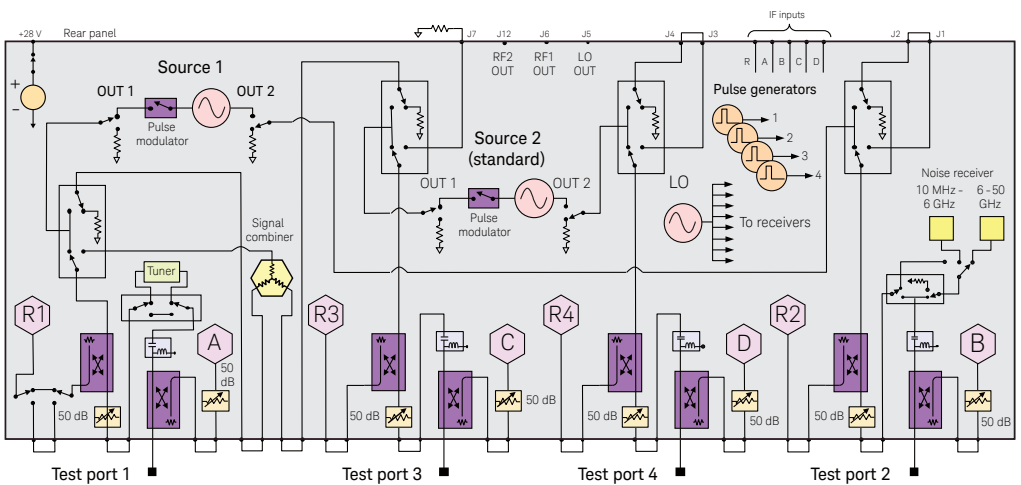 IF inputs
+28 V
Rear panel
J7
J12
J6
J5
J4
J3
J2
J1
RF2
OUT
RF1
OUT
LO
OUT
R
A
B
C
D
+
−
Source 1
OUT 1
OUT 2
Pulse
modulator
Pulse generators
1
2
3
4
Source 2
(standard)
OUT 1
OUT 2
Pulse
modulator
LO
To receivers
Noise receiver
10 MHz -
6 GHz
6 -50
GHz
Signal
combiner
Tuner
R1
A
R3
C
R4
D
R2
B
50
dB
50 dB
50 dB
50 dB
50 dB
50 dB
50 dB
50 dB
Test port 1
Test port 3
Test port 4
Test port 2